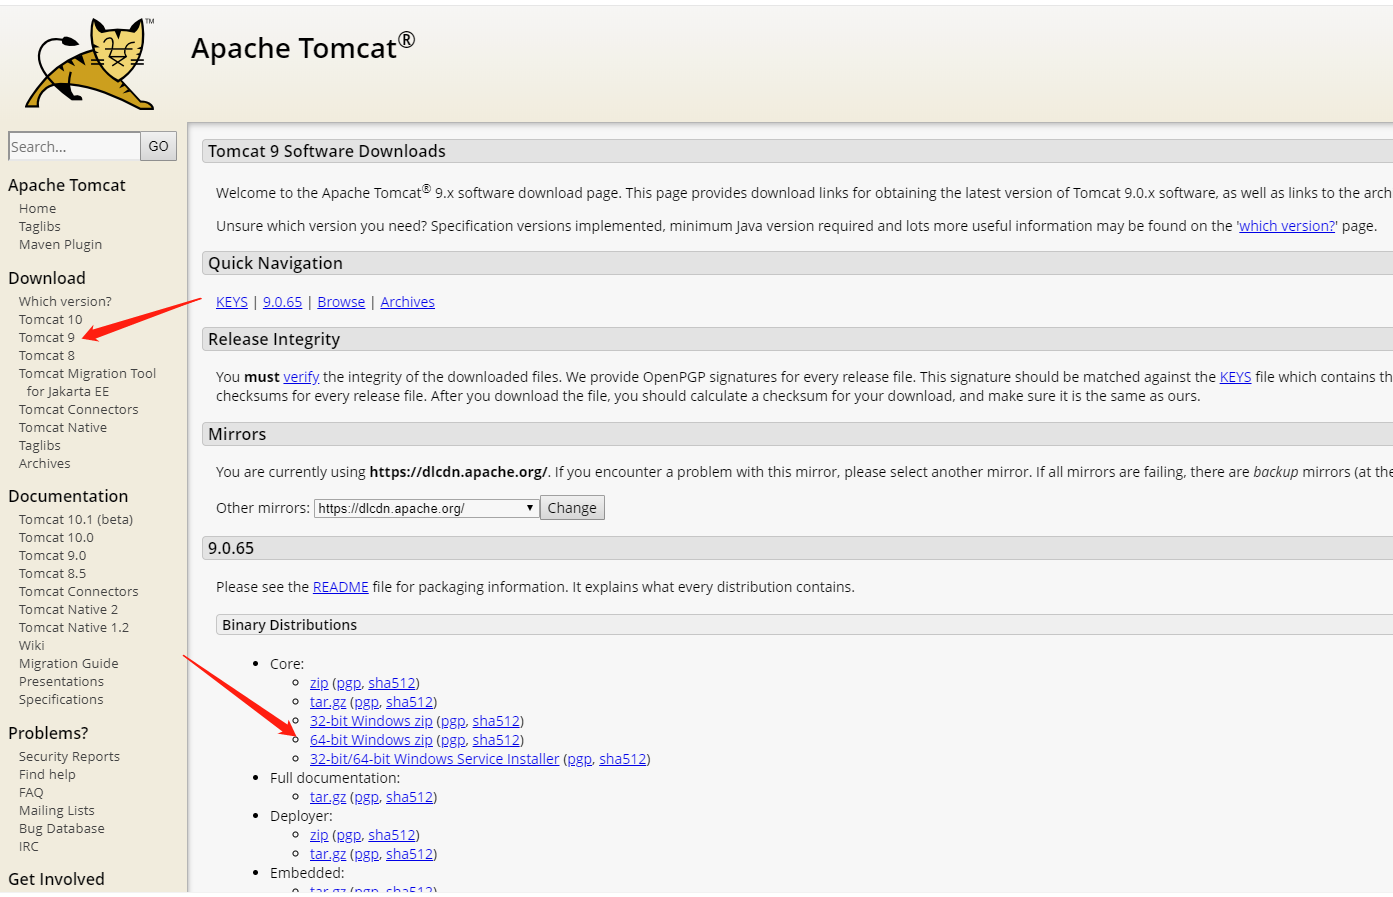 TM
Apache Tomcat®
Search...
GO
Apache Tomcat
Home
Taglibs
Maven Plugin
Download
Which version?
Tomcat 10
Tomcat 9
Tomcat 8
Tomcat Migration Tool
for Jakarta EE
Tomcat Connectors
Tomcat Native
Taglibs
Archives
Documentation
Tomcat 10.1 (beta)
Tomcat 10.0
Tomcat 9.0
Tomcat 8.5
Tomcat Connectors
Tomcat Native 2
Tomcat Native 1.2
Wiki
Migration Guide
Presentations
Specifications
Problems?
Security Reports
Find help
FAQ
Mailing Lists
Bug Database
IRC
Get Involved
Tomcat 9 Software Downloads
Welcome to the Apache Tomcat® 9.x software download page. This page provides download links for obtaining the latest version of Tomcat 9.0.x software, as well as links to the arch
Unsure which version you need? Specification versions implemented, minimum Java version required and lots more useful information may be found on the 'which version?' page.
Quick Navigation
KEYS | 9.0.65 | Browse | Archives
Release Integrity
You must verify the integrity of the downloaded files. We provide OpenPGP signatures for every release file. This signature should be matched against the KEYS file which contains th
checksums for every release file. After you download the file, you should calculate a checksum for your download, and make sure it is the same as ours.
Mirrors
You are currently using https://dlcdn.apache.org/. If you encounter a problem with this mirror, please select another mirror. If all mirrors are failing, there are backup mirrors (at the
Other mirrors: https://dlcdn.apache.org/ Change
9.0.65
Please see the README file for packaging information. It explains what every distribution contains.
Binary Distributions
Core:
zip (pgp, sha512)
tar.gz (pgp, sha512)
32-bit Windows zip (pgp, sha512)
64-bit Windows zip (pgp, sha512)
32-bit/64-bit Windows Service Installer (pgp, sha512)
Full documentation:
tar.gz (pgp, sha512)
Deployer:
zip (pgp, sha512)
tar.gz (pgp, sha512)
Embedded:
tar.gz (pgp, sha512)